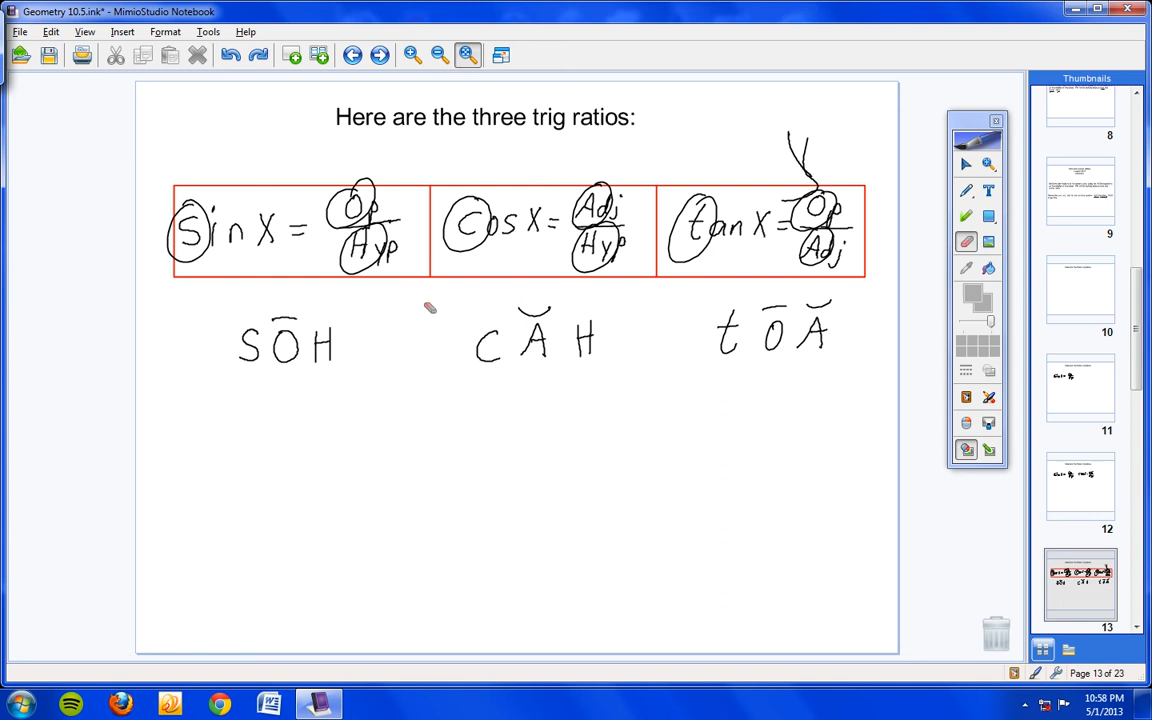 Geometry 10.5.ink* - MimioStudio Notebook
File Edit View Insert Format Tools Help
Thumbnails
Here are the three trig ratios:
Sin X = Op/Hyp
Cos X = Adj/Hyp
tan X = Op/Adj
SOH
CAH
tOA
8
9
10
11
12
13
Page 13 of 23
10:58 PM
5/1/2013